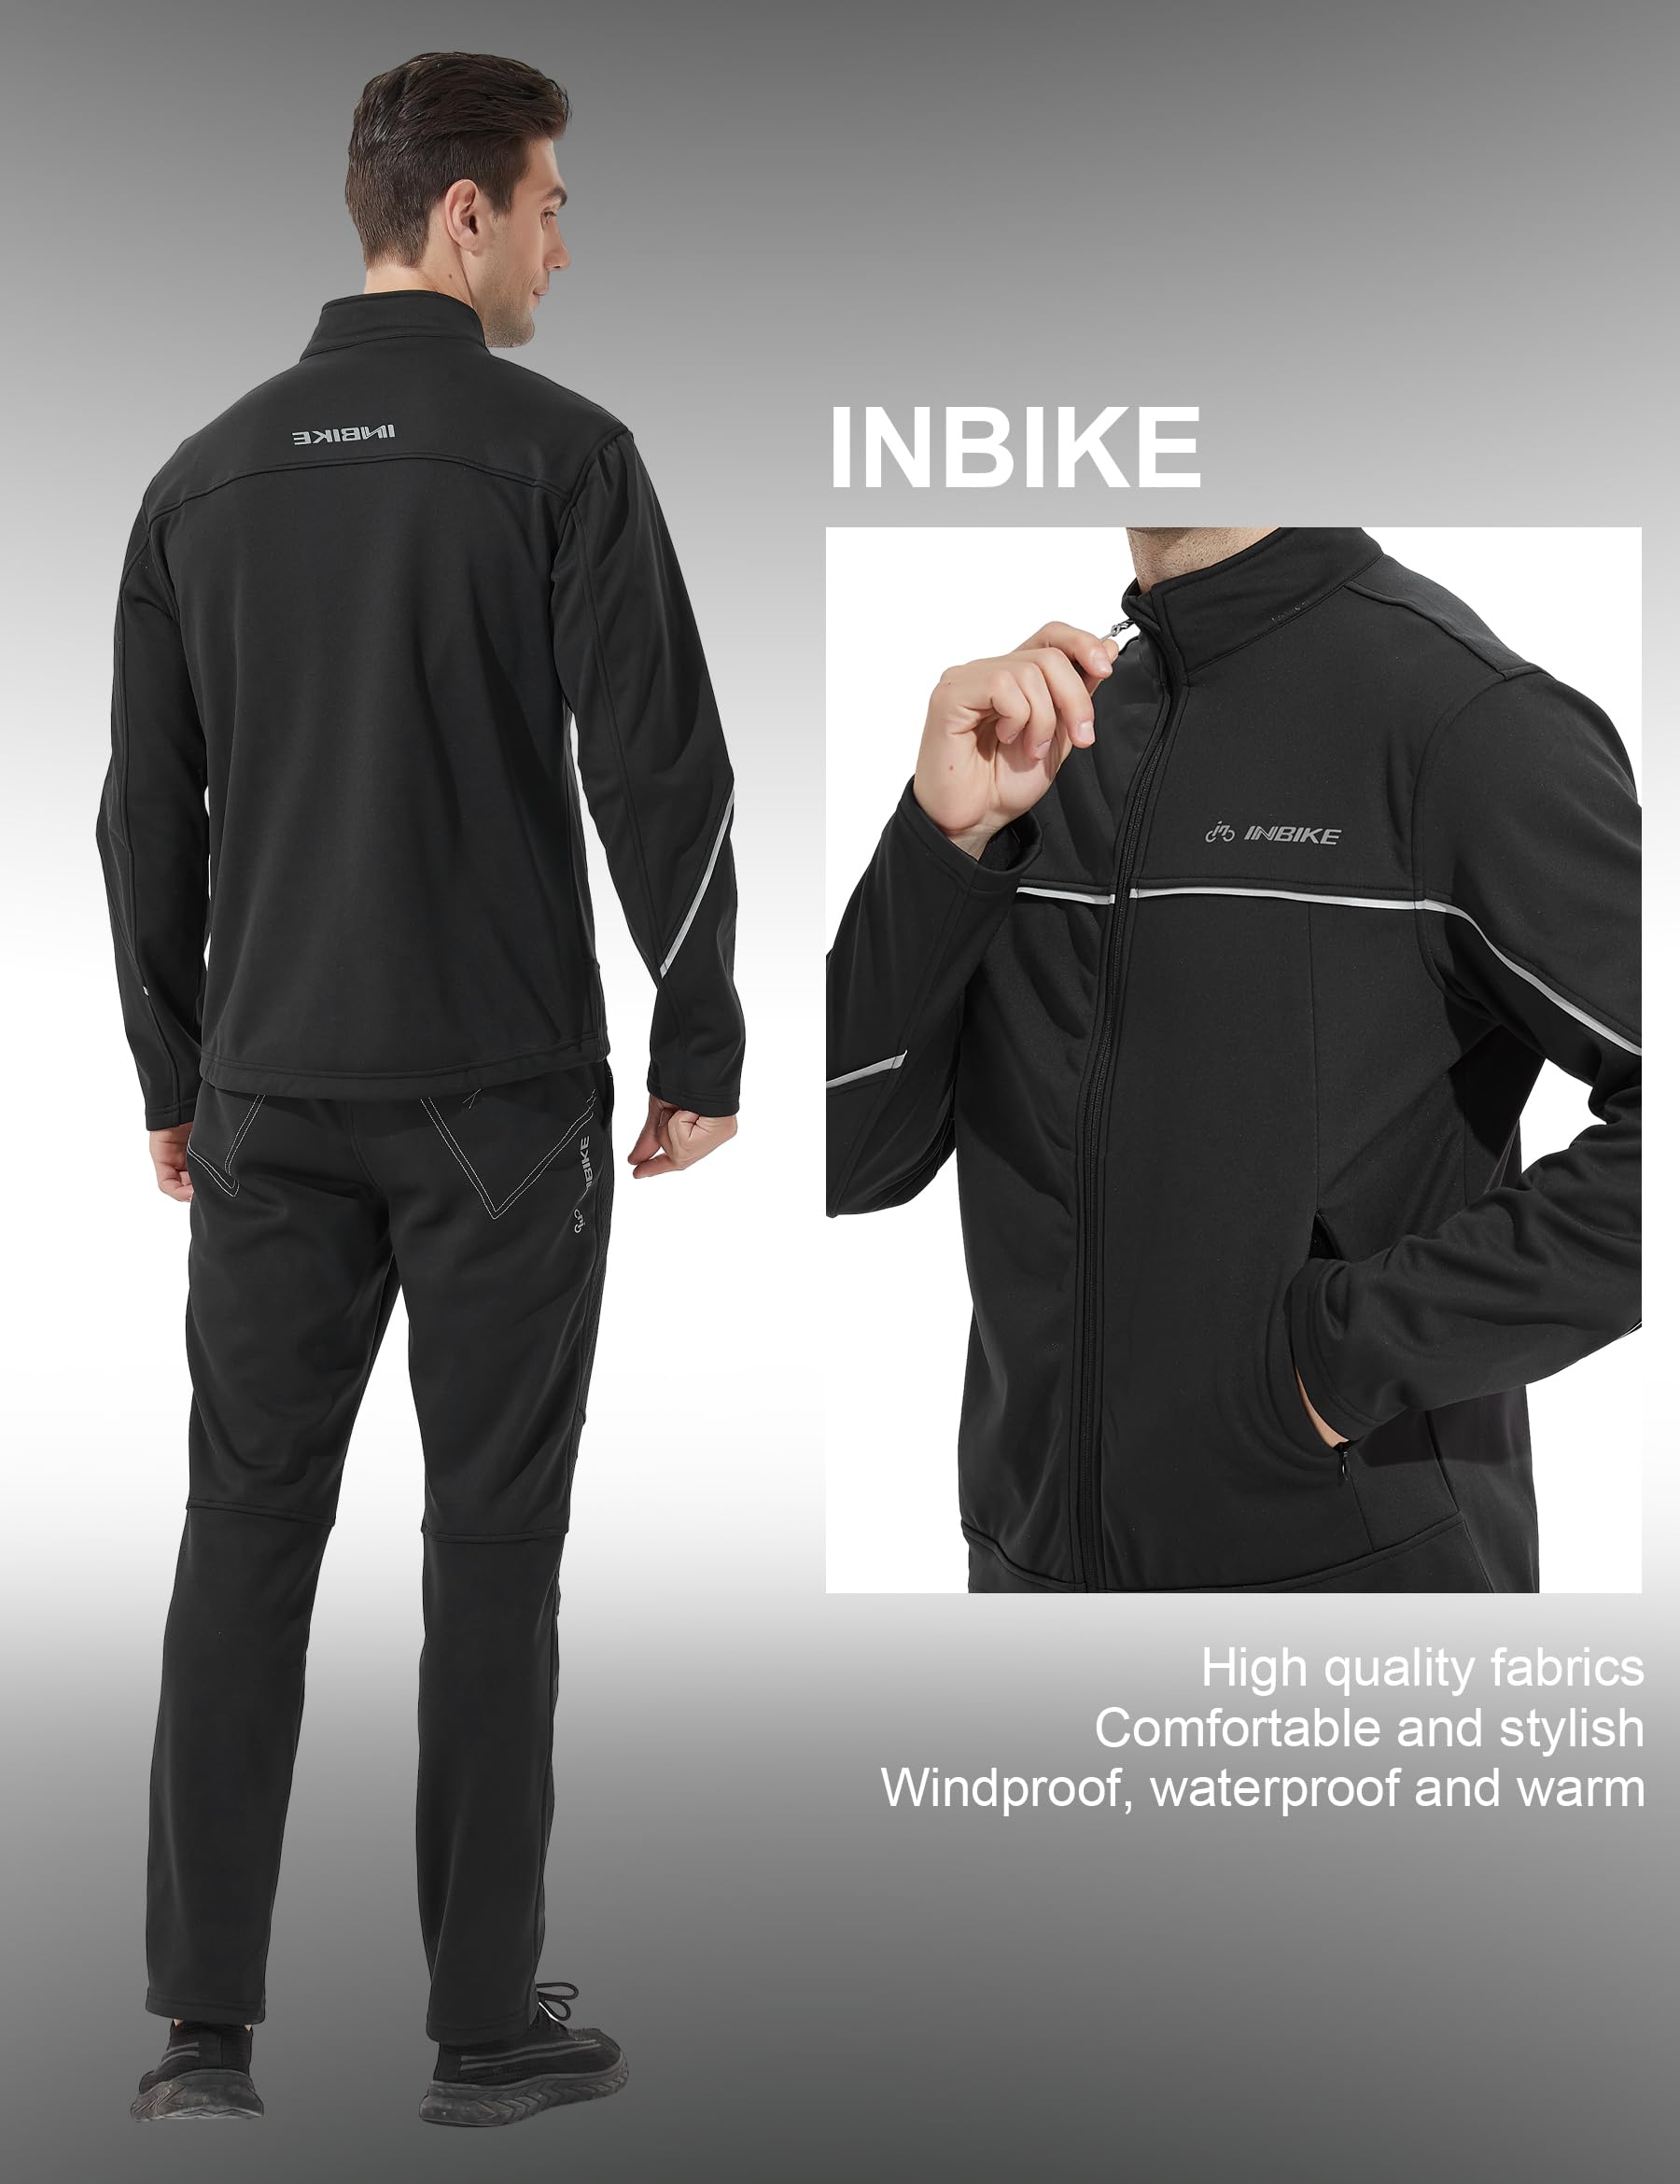 INBIKE
INBIKE
INBIKE
INBIKE
High quality fabrics
Comfortable and stylish
Windproof, waterproof and warm